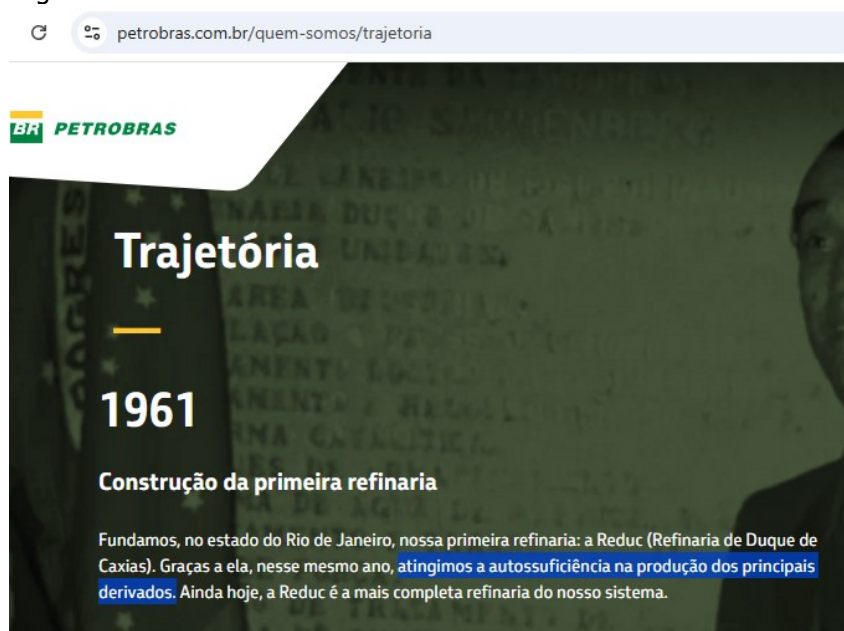 petrobras.com.br/quem-somos/trajetoria
BR PETROBRAS
Trajetória
1961
Construção da primeira refinaria
Fundamos, no estado do Rio de Janeiro, nossa primeira refinaria: a Reduc (Refinaria de Duque de
Caxias). Graças a ela, nesse mesmo ano, atingimos a autossuficiência na produção dos principais
derivados. Ainda hoje, a Reduc é a mais completa refinaria do nosso sistema.